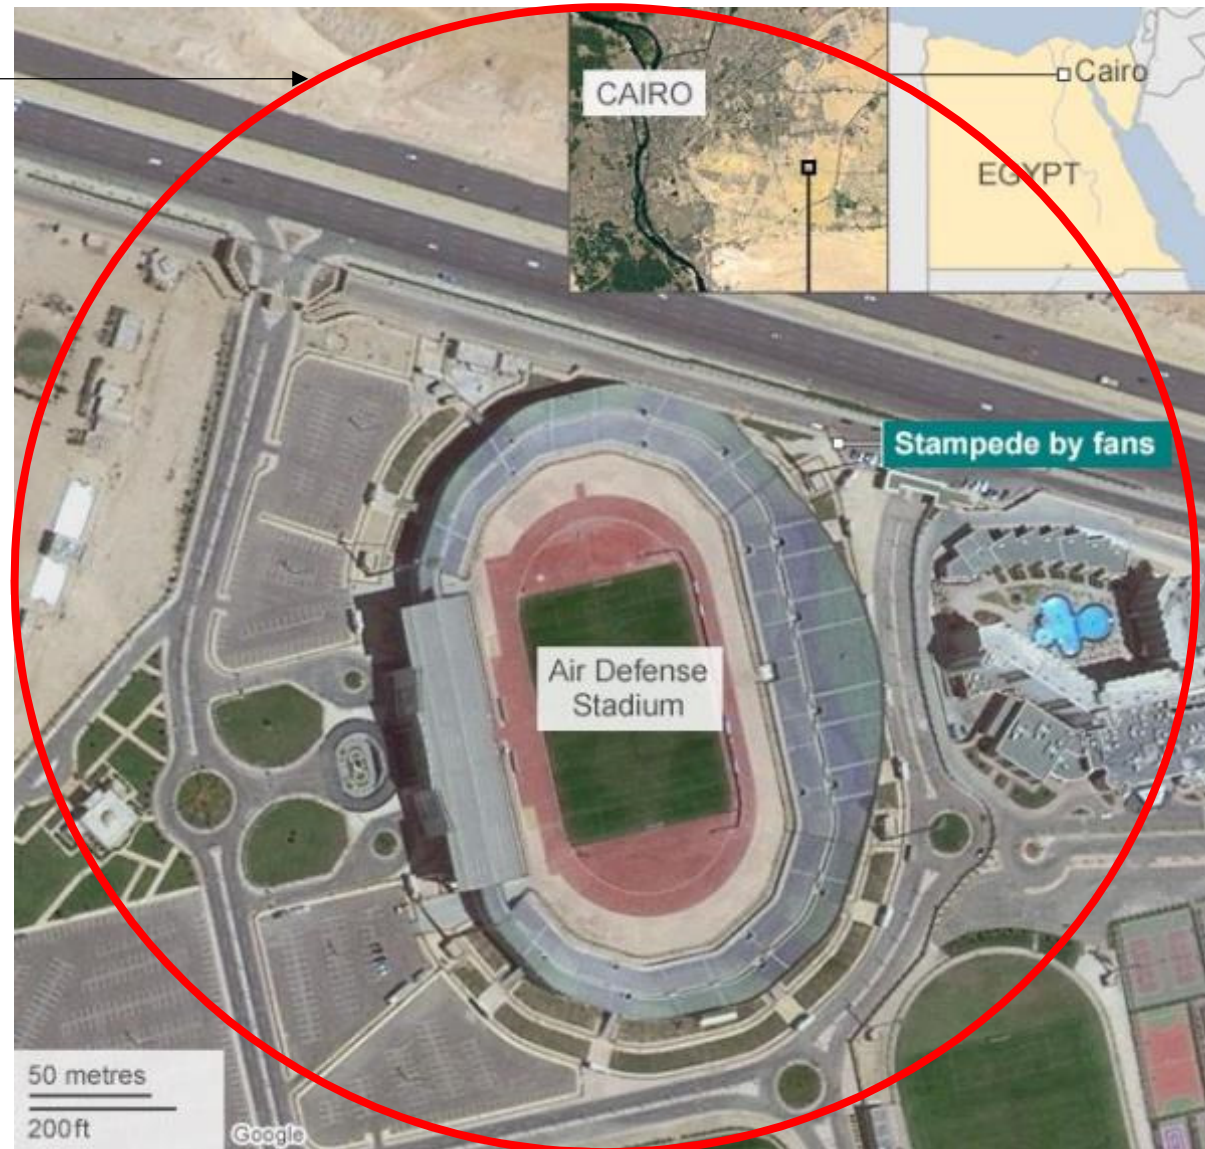 CAIRO
Cairo
EGYPT
Stampede by fans
Air Defense
Stadium
50 metres
200ft
Google